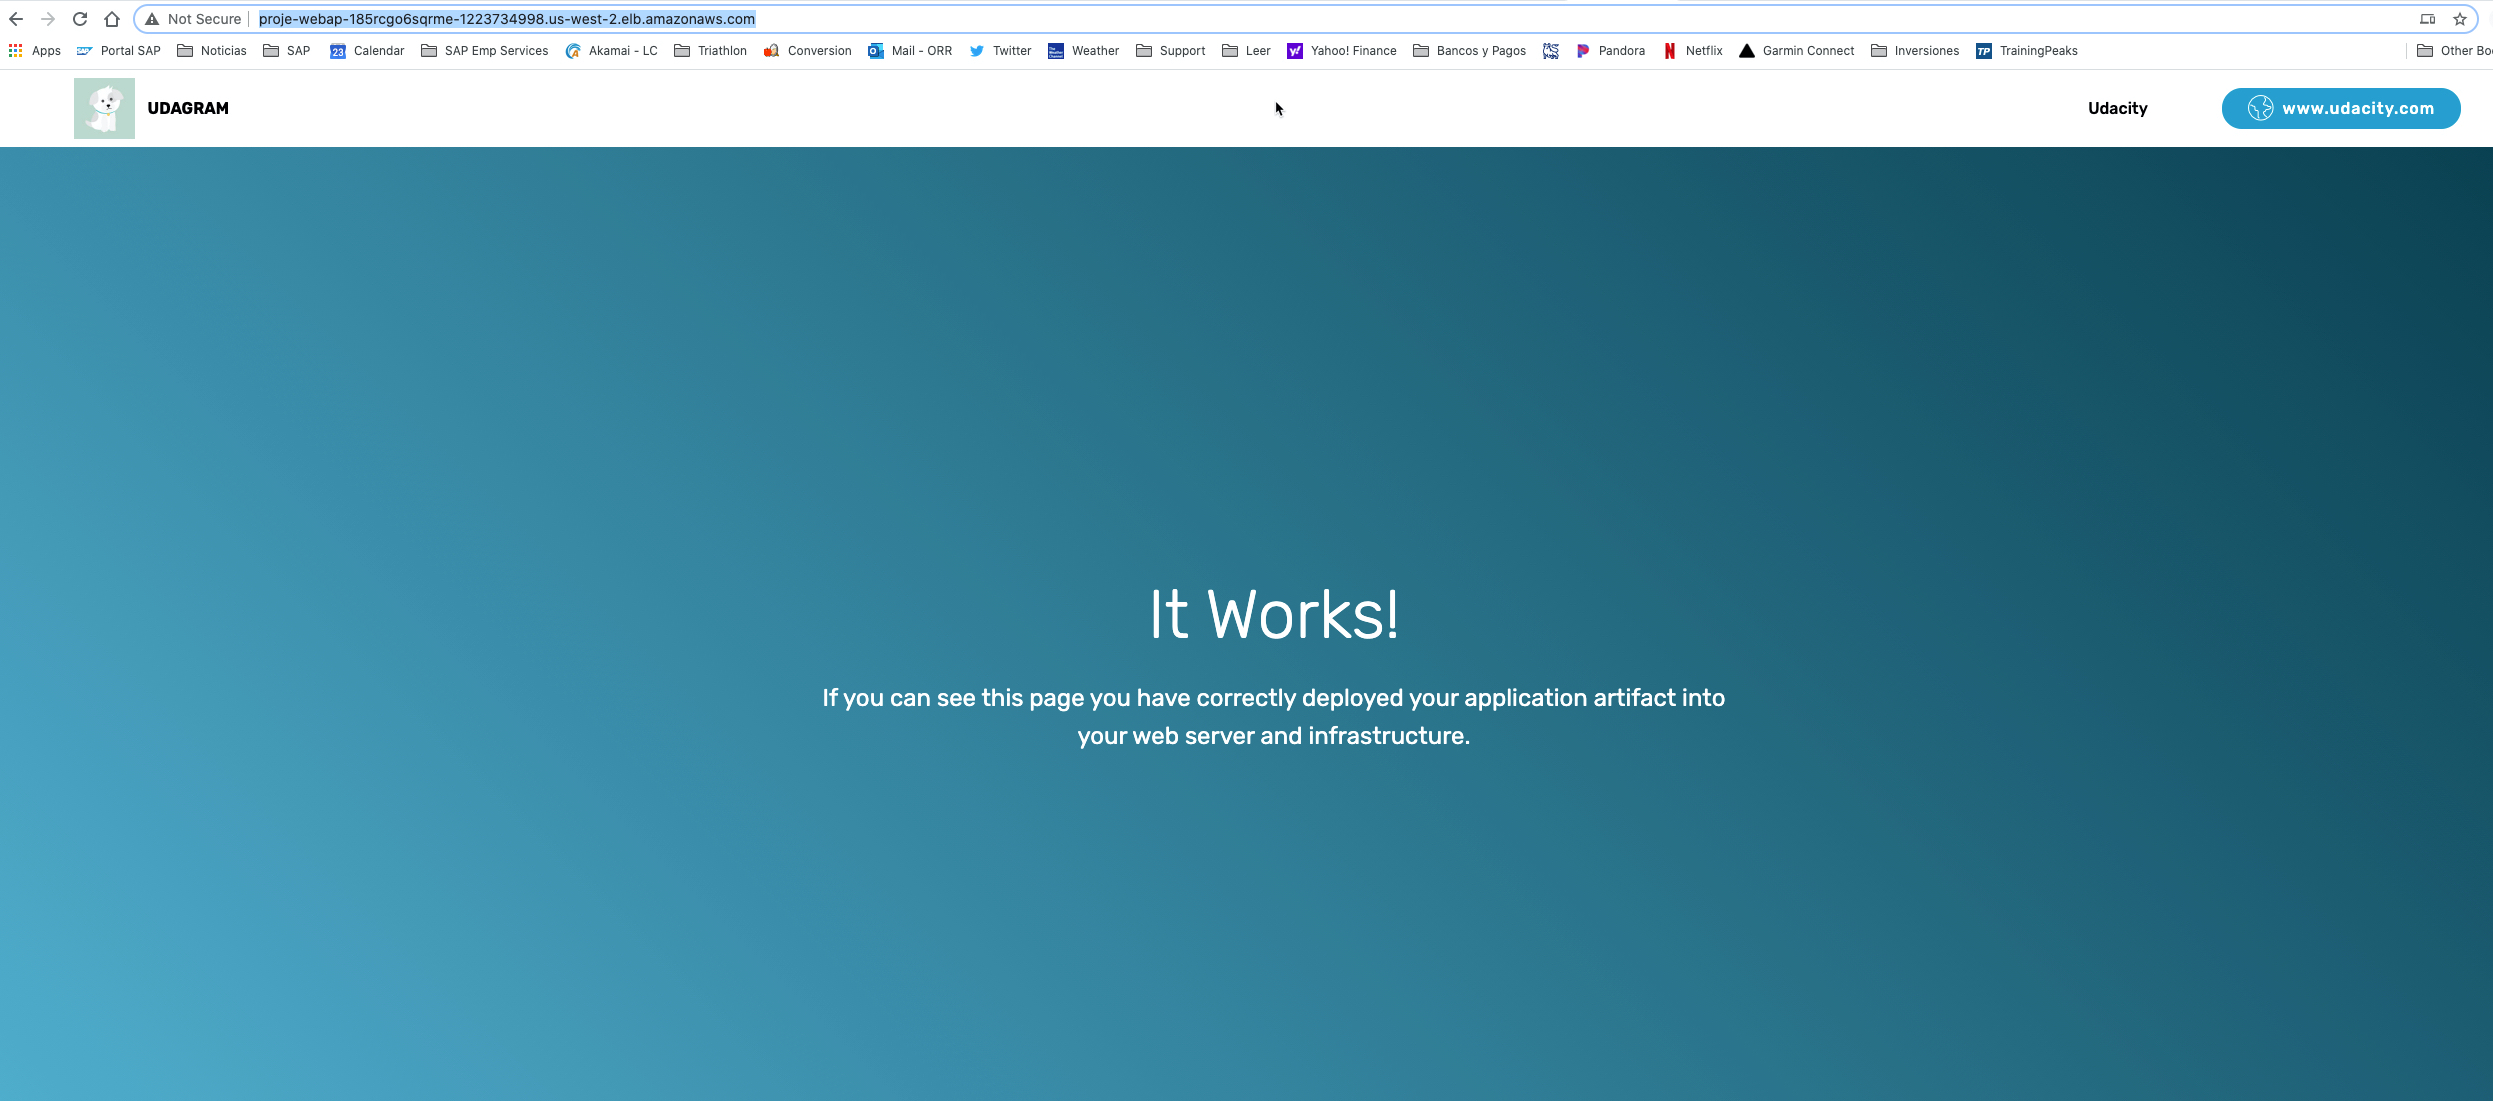 Not Secure proje-webap-185rcgo6sqrme-1223734998.us-west-2.elb.amazonaws.com
Apps Portal SAP Noticias SAP 23 Calendar SAP Emp Services Akamai - LC Triathlon Conversion Mail - ORR Twitter Weather Support Leer Yahoo! Finance Bancos y Pagos Pandora Netflix Garmin Connect Inversiones TP TrainingPeaks Other Bo
UDAGRAM Udacity www.udacity.com
It Works!
If you can see this page you have correctly deployed your application artifact into
your web server and infrastructure.